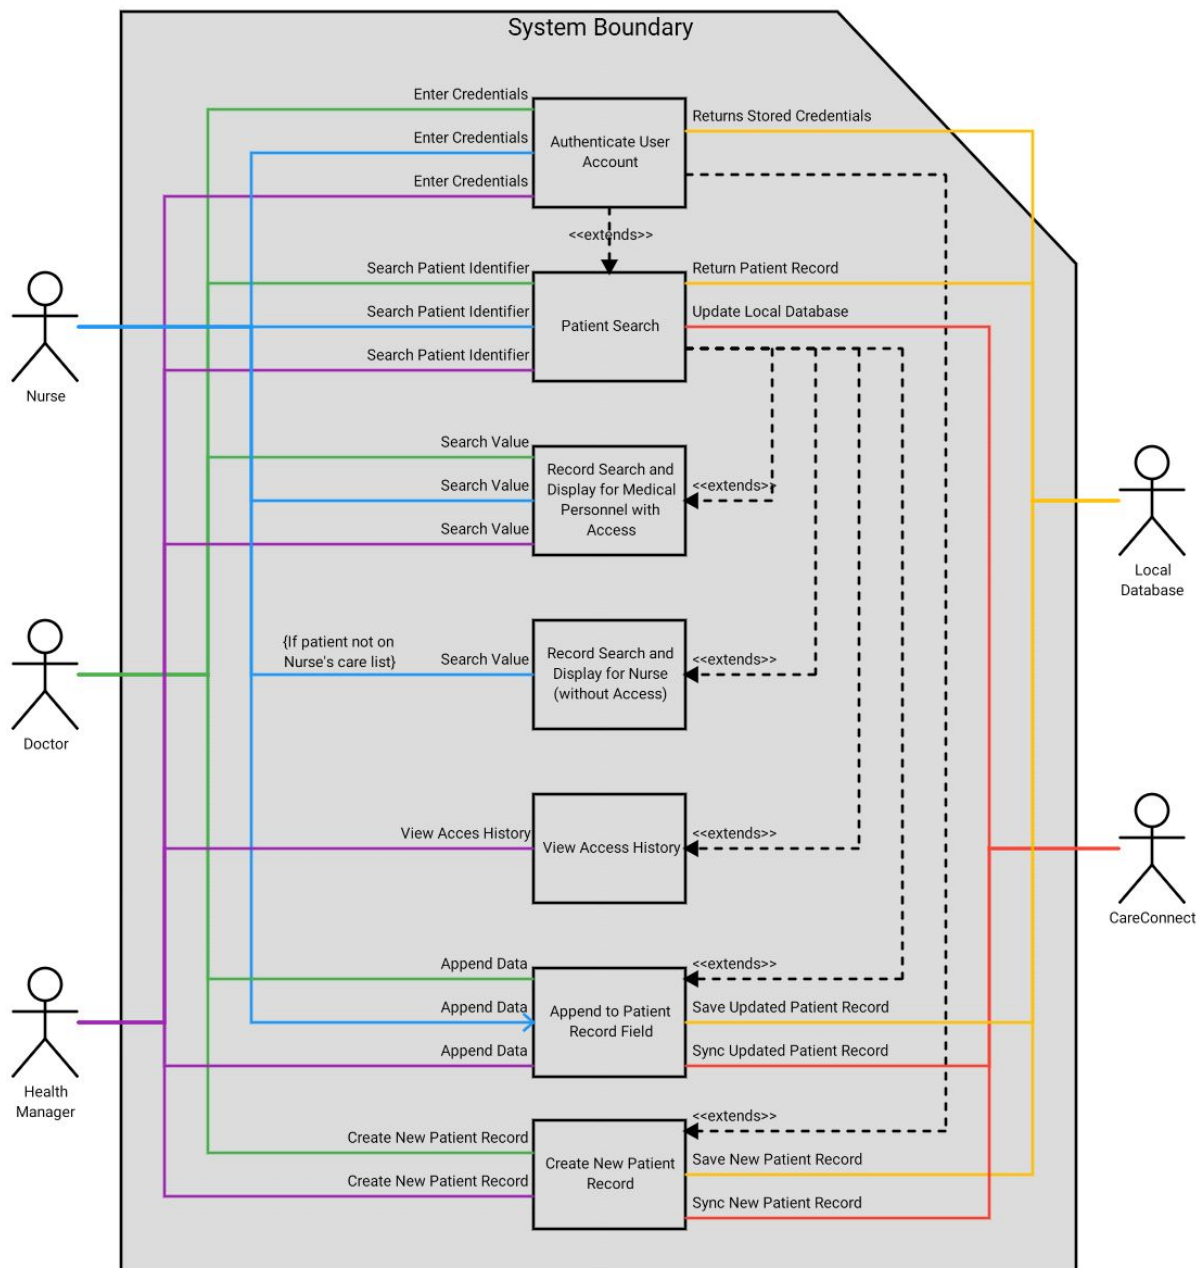 System Boundary
Enter Credentials
Returns Stored Credentials
Enter Credentials
Authenticate User
Account
Enter Credentials
<<extends>>
Search Patient Identifier
Return Patient Record
Search Patient Identifier
Update Local Database
Patient Search
Search Patient Identifier
Nurse
Search Value
Record Search and
Display for Medical
Personnel with
Access
Search Value
<<extends>>
Search Value
Local
Database
{If patient not on
Nurse's care list}
Search Value
Record Search and
Display for Nurse
(without Access)
<<extends>>
Doctor
View Acces History
View Access History
<<extends>>
CareConnect
Append Data
<<extends>>
Append Data
Append to Patient
Record Field
Save Updated Patient Record
Append Data
Sync Updated Patient Record
Health
Manager
<<extends>>
Create New Patient Record
Create New Patient
Record
Save New Patient Record
Create New Patient Record
Sync New Patient Record